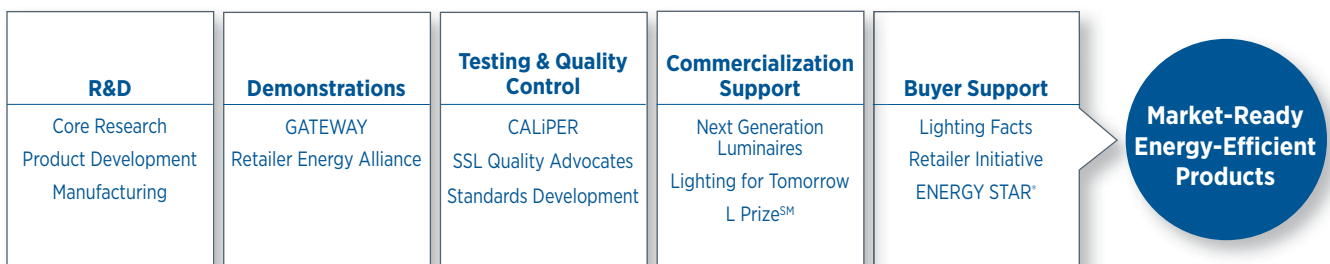 R&D
Core Research
Product Development
Manufacturing
Demonstrations
GATEWAY
Retailer Energy Alliance
Testing & Quality
Control
CALiPER
SSL Quality Advocates
Standards Development
Commercialization
Support
Next Generation
Luminaires
Lighting for Tomorrow
L Prize℠
Buyer Support
Lighting Facts
Retailer Initiative
ENERGY STAR®
Market-Ready
Energy-Efficient
Products